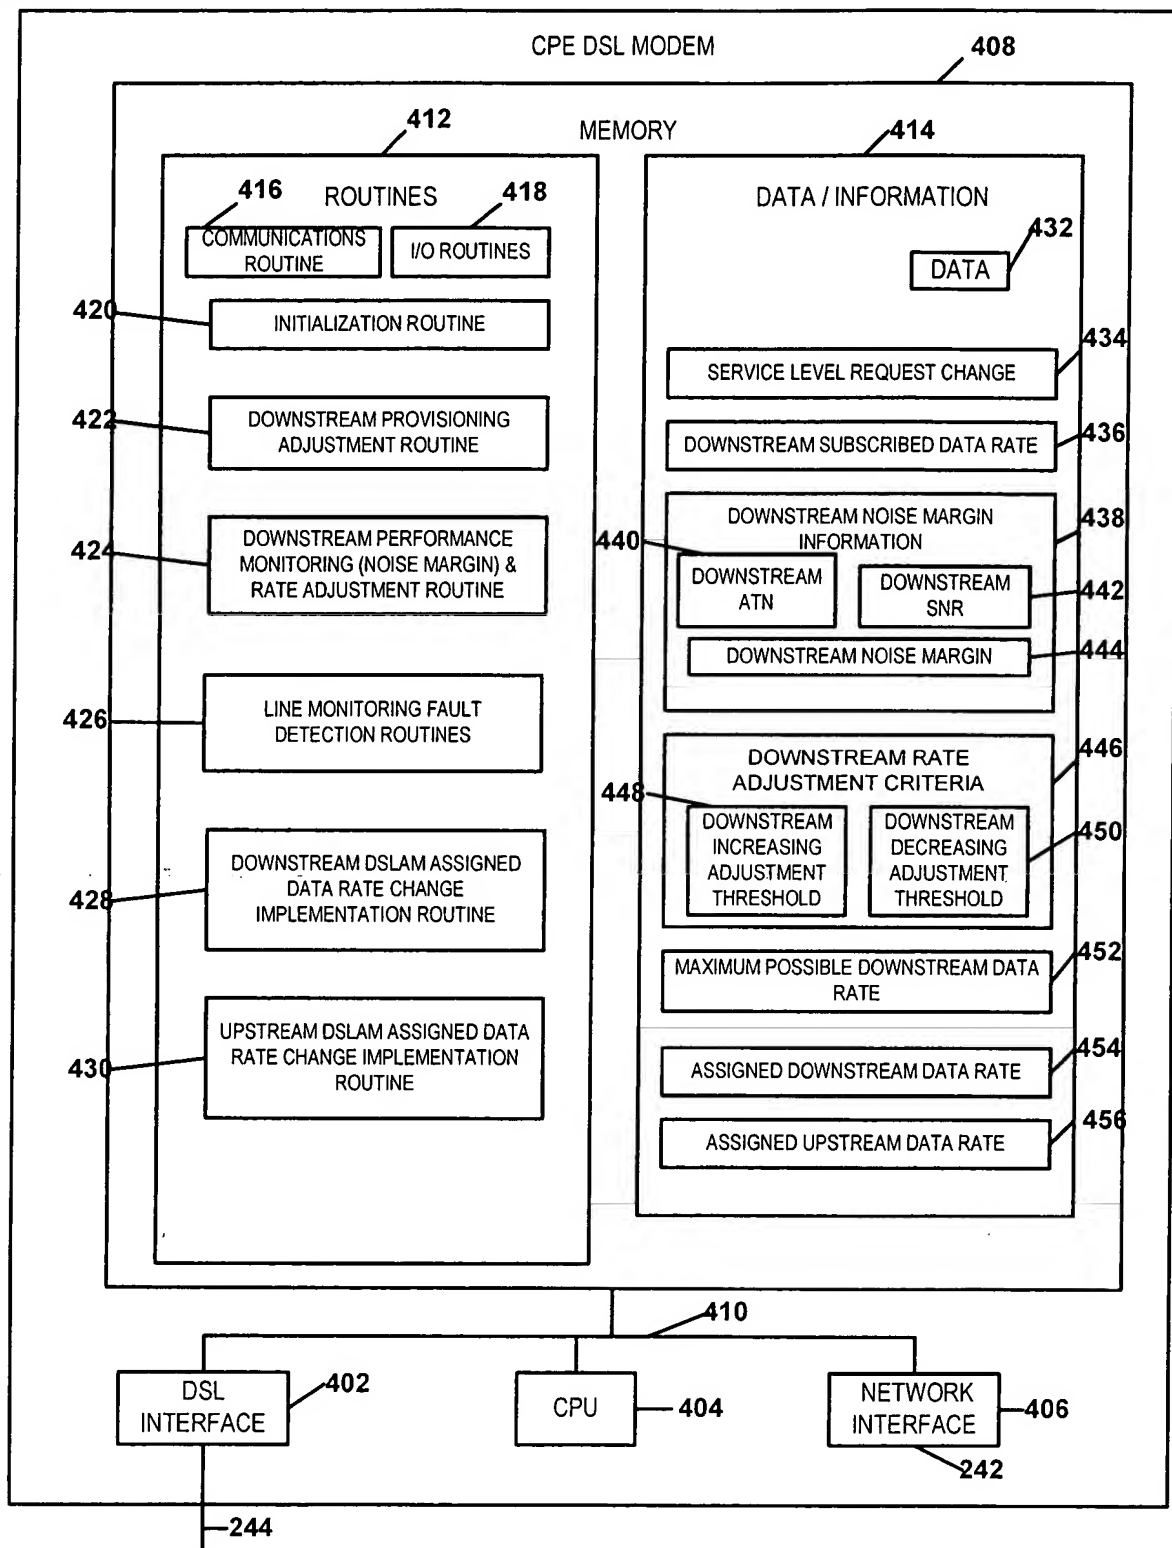 CPE DSL MODEM
408
MEMORY
412
ROUTINES
416
418
COMMUNICATIONS
ROUTINE
I/O ROUTINES
420
INITIALIZATION ROUTINE
422
DOWNSTREAM PROVISIONING
ADJUSTMENT ROUTINE
424
DOWNSTREAM PERFORMANCE
MONITORING (NOISE MARGIN) &
RATE ADJUSTMENT ROUTINE
426
LINE MONITORING FAULT
DETECTION ROUTINES
428
DOWNSTREAM DSLAM ASSIGNED
DATA RATE CHANGE
IMPLEMENTATION ROUTINE
430
UPSTREAM DSLAM ASSIGNED DATA
RATE CHANGE IMPLEMENTATION
ROUTINE
414
DATA / INFORMATION
432
DATA
434
SERVICE LEVEL REQUEST CHANGE
DOWNSTREAM SUBSCRIBED DATA RATE
436
DOWNSTREAM NOISE MARGIN
INFORMATION
438
440
DOWNSTREAM
ATN
DOWNSTREAM
SNR
442
DOWNSTREAM NOISE MARGIN
444
DOWNSTREAM RATE
ADJUSTMENT CRITERIA
446
448
DOWNSTREAM
INCREASING
ADJUSTMENT
THRESHOLD
DOWNSTREAM
DECREASING
ADJUSTMENT
THRESHOLD
450
MAXIMUM POSSIBLE DOWNSTREAM DATA
RATE
452
ASSIGNED DOWNSTREAM DATA RATE
454
ASSIGNED UPSTREAM DATA RATE
456
410
DSL
INTERFACE
402
CPU
404
NETWORK
INTERFACE
406
242
244